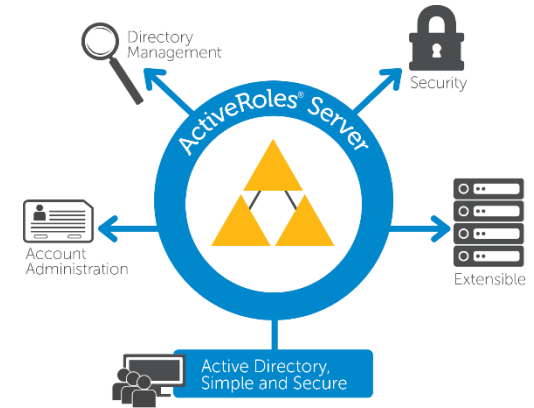 Directory
Management
Security
ActiveRoles® Server
Account
Administration
Extensible
Active Directory,
Simple and Secure